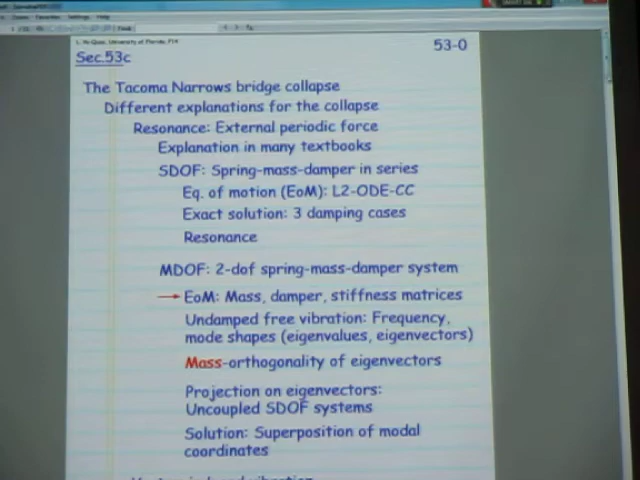 Sec.53c
53-0
The Tacoma Narrows bridge collapse
Different explanations for the collapse
Resonance: External periodic force
Explanation in many textbooks
SDOF: Spring-mass-damper in series
Eq. of motion (EoM): L2-ODE-CC
Exact solution: 3 damping cases
Resonance
MDOF: 2-dof spring-mass-damper system
EoM: Mass, damper, stiffness matrices
Undamped free vibration: Frequency,
mode shapes (eigenvalues, eigenvectors)
Mass-orthogonality of eigenvectors
Projection on eigenvectors:
Uncoupled SDOF systems
Solution: Superposition of modal
coordinates